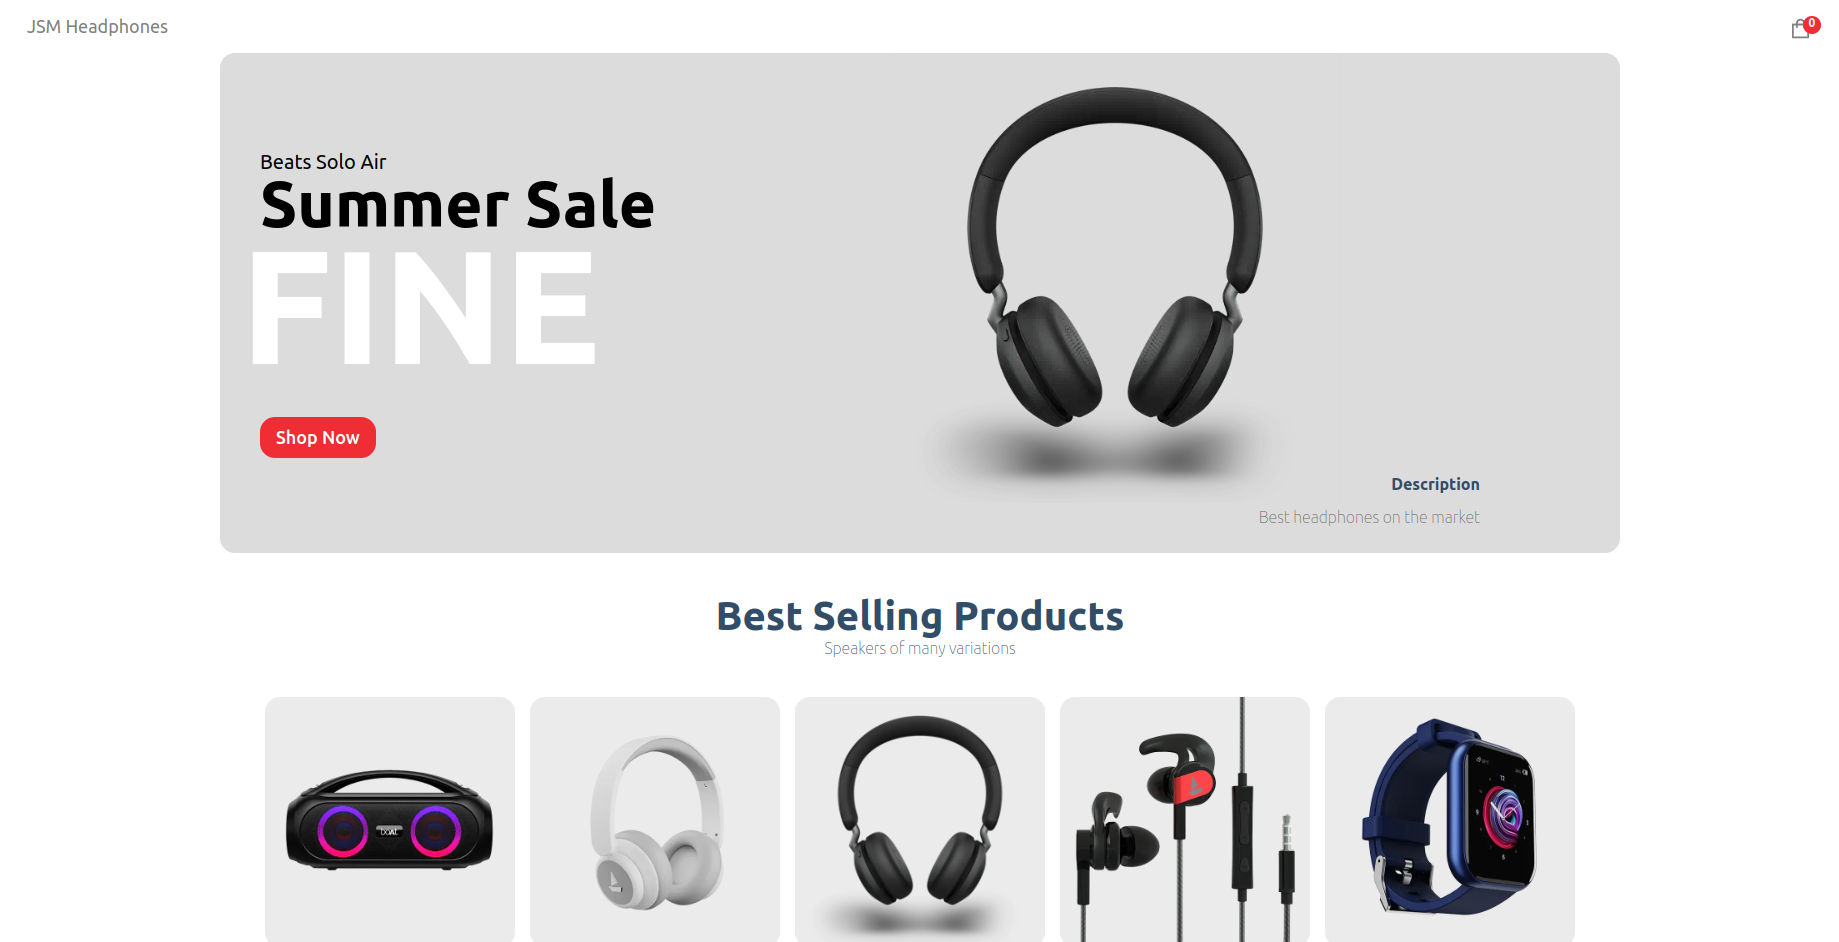 JSM Headphones
0
Beats Solo Air
Summer Sale
FINE
Shop Now
Description
Best headphones on the market
Best Selling Products
Speakers of many variations